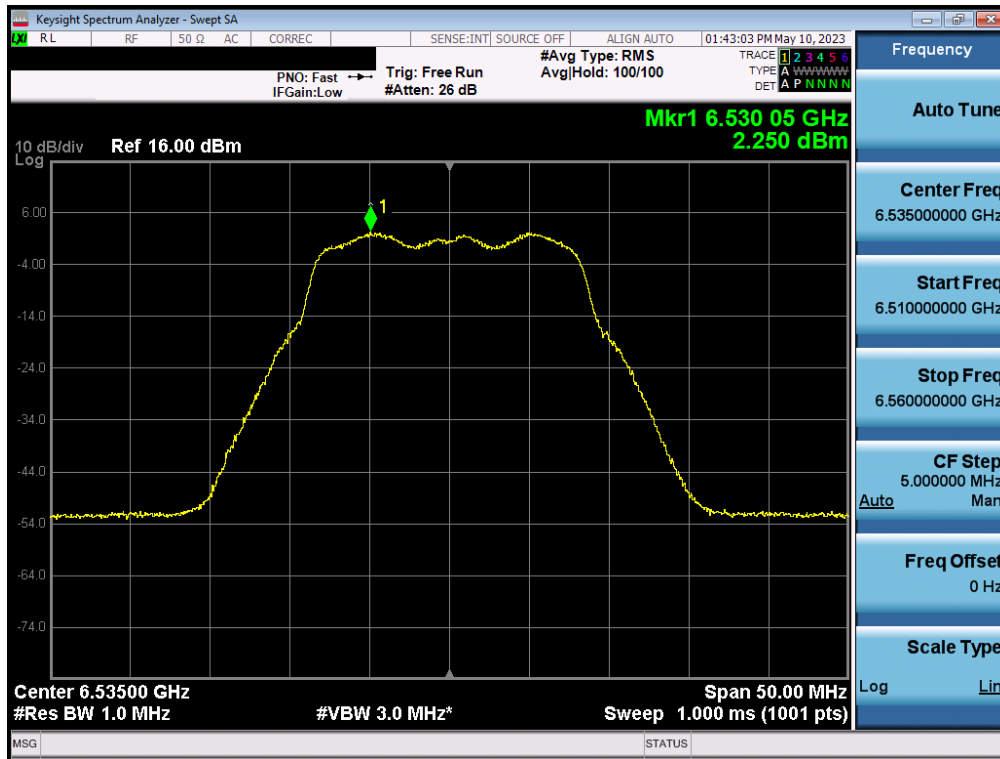 Keysight Spectrum Analyzer - Swept SA
LXI RL RF 50 Ω AC CORREC SENSE:INT SOURCE OFF ALIGN AUTO 01:43:03 PM May 10, 2023
#Avg Type: RMS TRACE 1 2 3 4 5 6
PNO: Fast Trig: Free Run Avg|Hold: 100/100 TYPE A WWWWW
IFGain:Low #Atten: 26 dB DET A P N N N N
Mkr1 6.530 05 GHz
2.250 dBm
10 dB/div Ref 16.00 dBm
Log
1
6.00
-4.00
-14.0
-24.0
-34.0
-44.0
-54.0
-64.0
-74.0
Center 6.53500 GHz Span 50.00 MHz
#Res BW 1.0 MHz #VBW 3.0 MHz* Sweep 1.000 ms (1001 pts)
MSG STATUS
Frequency
Auto Tune
Center Freq
6.535000000 GHz
Start Freq
6.510000000 GHz
Stop Freq
6.560000000 GHz
CF Step
5.000000 MHz
Auto Man
Freq Offset
0 Hz
Scale Type
Log Lin